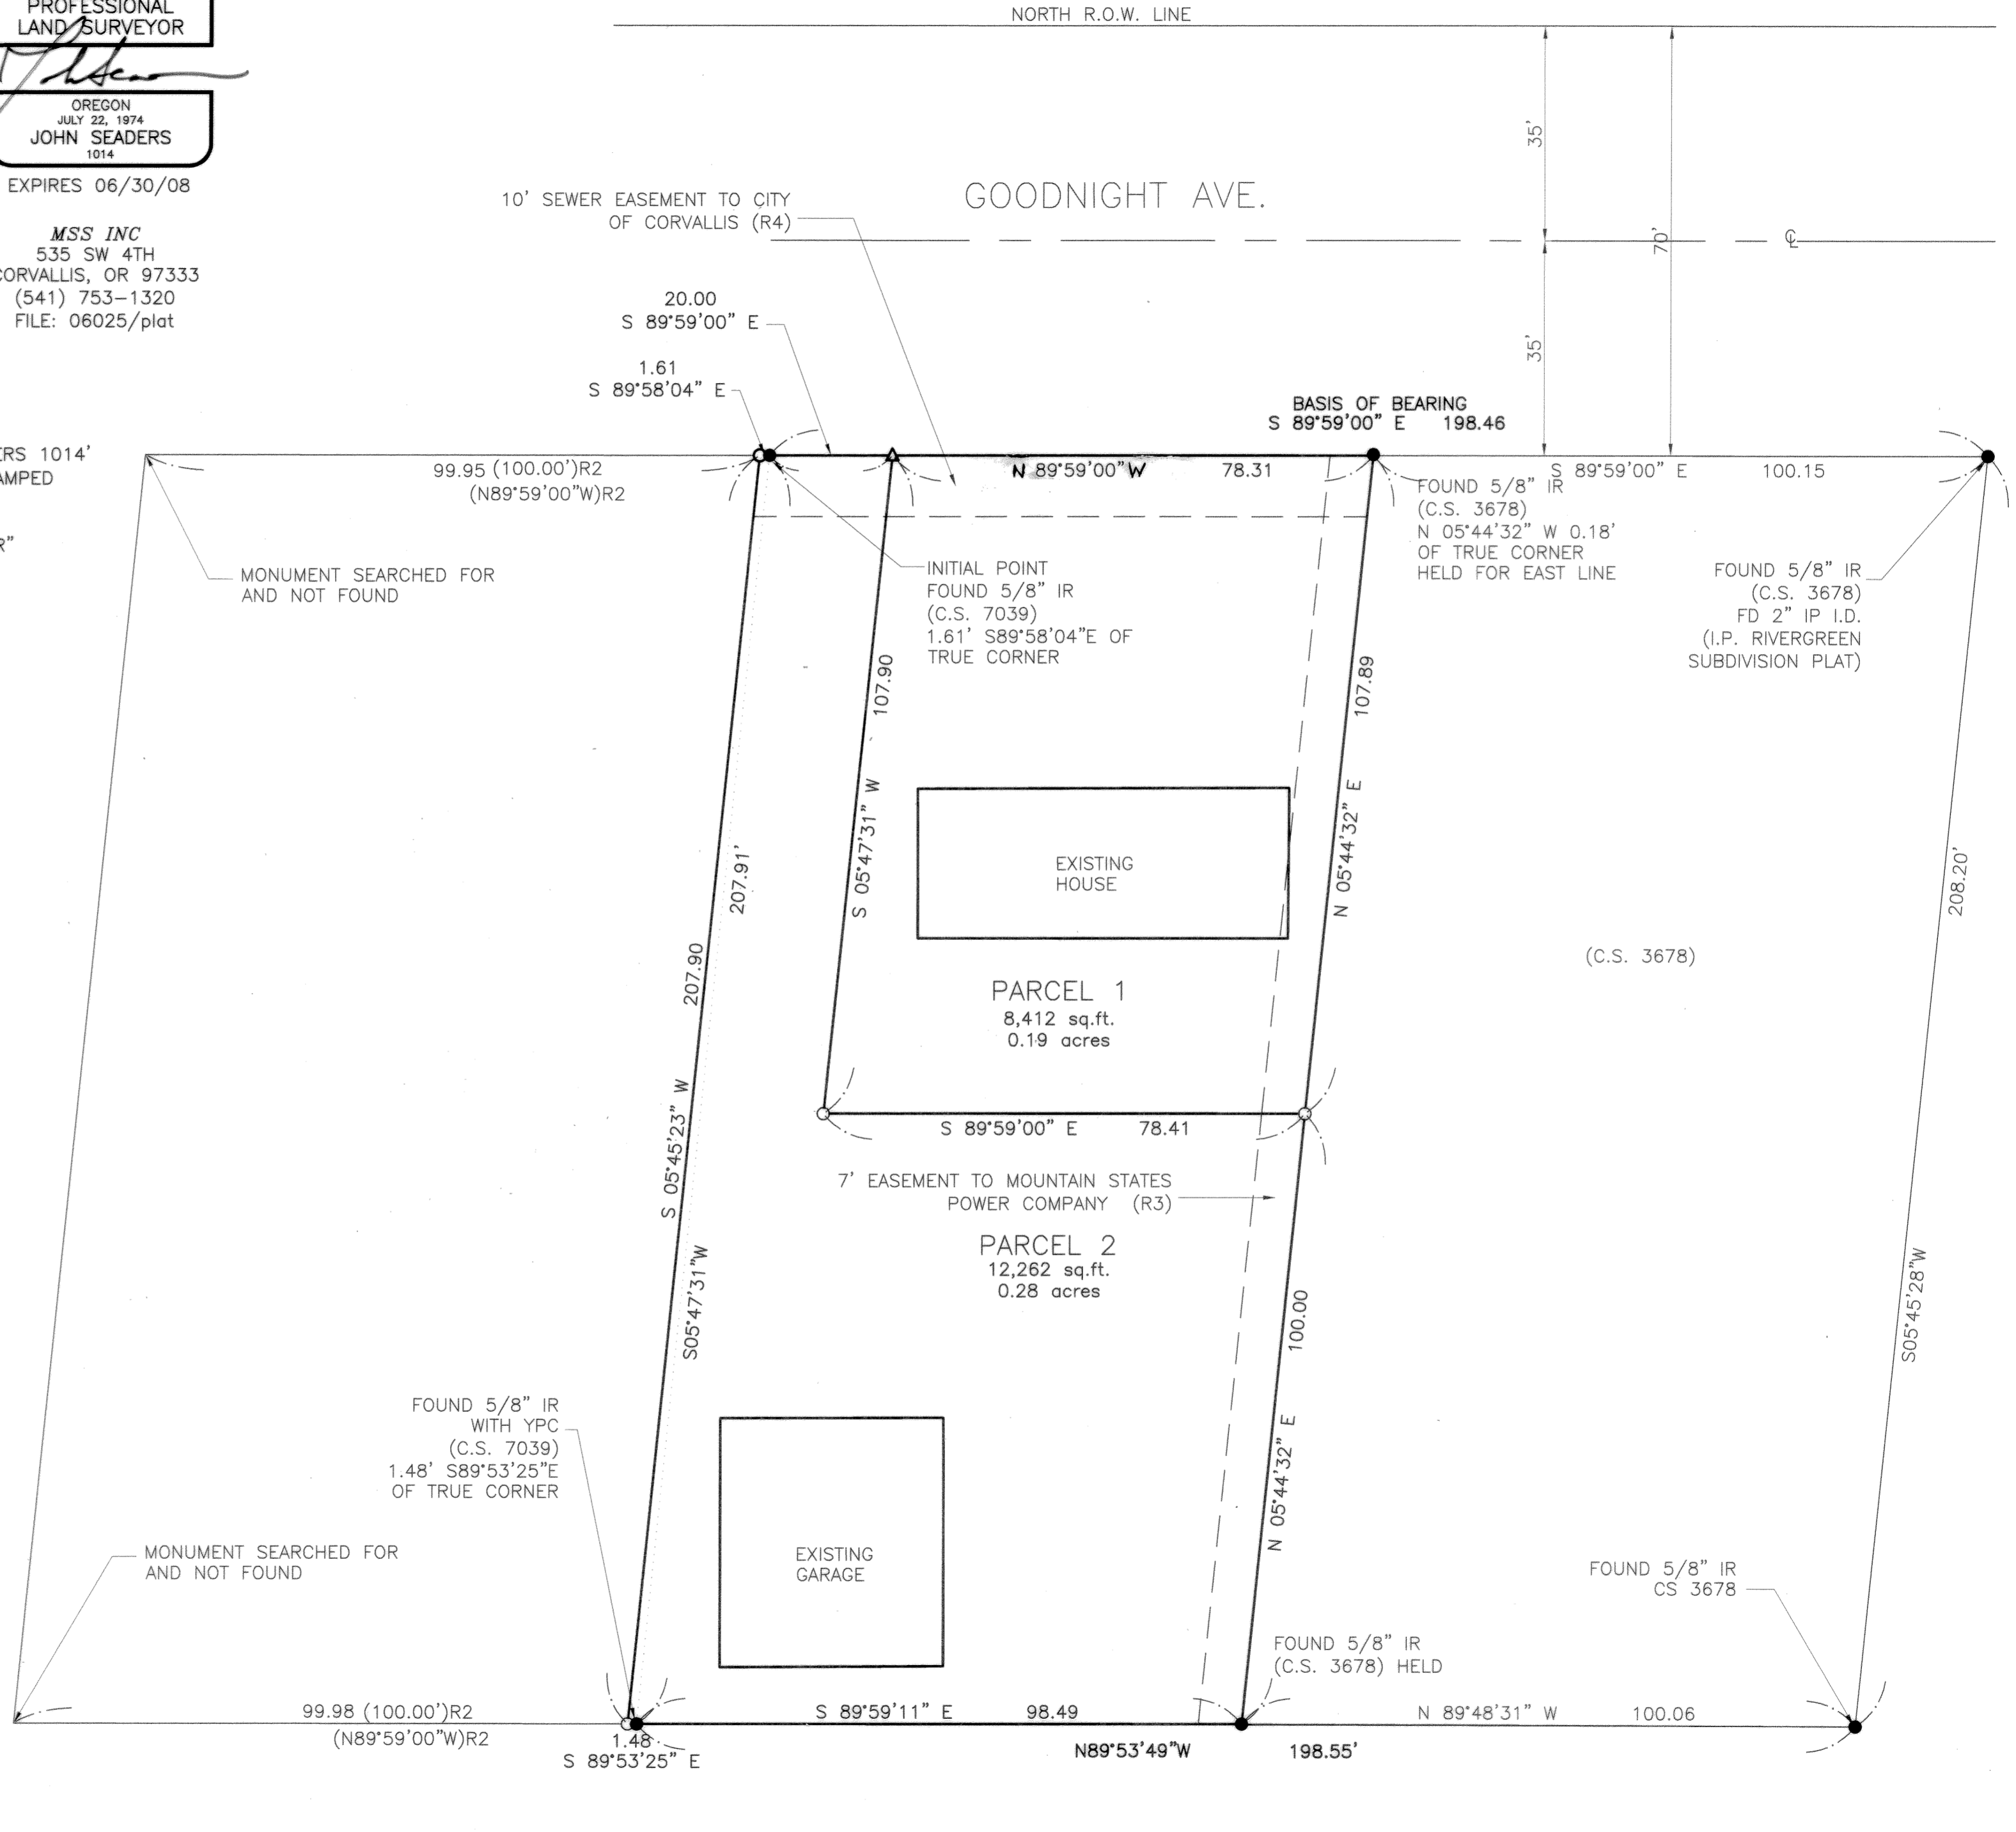 PROFESSIONAL
LAND SURVEYOR
OREGON
JULY 22, 1974
JOHN SEADERS
1014
EXPIRES 06/30/08
MSS INC
535 SW 4TH
CORVALLIS, OR 97333
(541) 753-1320
FILE: 06025/plat
1014'
NORTH R.O.W. LINE
35'
70'
35'
GOODNIGHT AVE.
℄
10' SEWER EASEMENT TO CITY
OF CORVALLIS (R4)
20.00
S 89°59'00" E
1.61
S 89°58'04" E
BASIS OF BEARING
S 89°59'00" E 198.46
99.95 (100.00')R2
(N89°59'00"W)R2
N 89°59'00"W 78.31
S 89°59'00" E 100.15
FOUND 5/8" IR
(C.S. 3678)
N 05°44'32" W 0.18'
OF TRUE CORNER
HELD FOR EAST LINE
MONUMENT SEARCHED FOR
AND NOT FOUND
INITIAL POINT
FOUND 5/8" IR
(C.S. 7039)
1.61' S89°58'04"E OF
TRUE CORNER
FOUND 5/8" IR
(C.S. 3678)
FD 2" IP I.D.
(I.P. RIVERGREEN
SUBDIVISION PLAT)
S 05°47'31" W 107.90
N 05°44'32" E 107.89
EXISTING
HOUSE
207.91'
S05°47'31"W
S 05°45'23" W 207.90
208.20'
S05°45'28"W
(C.S. 3678)
PARCEL 1
8,412 sq.ft.
0.19 acres
S 89°59'00" E 78.41
7' EASEMENT TO MOUNTAIN STATES
POWER COMPANY (R3)
PARCEL 2
12,262 sq.ft.
0.28 acres
N 05°44'32" E 100.00
FOUND 5/8" IR
WITH YPC
(C.S. 7039)
1.48' S89°53'25"E
OF TRUE CORNER
MONUMENT SEARCHED FOR
AND NOT FOUND
EXISTING
GARAGE
FOUND 5/8" IR
CS 3678
FOUND 5/8" IR
(C.S. 3678) HELD
99.98 (100.00')R2
(N89°59'00"W)R2
S 89°59'11" E 98.49
N 89°48'31" W 100.06
1.48
S 89°53'25" E
N89°53'49"W 198.55'